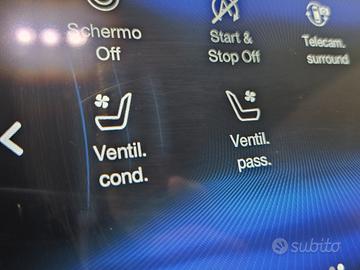 Schermo
Off
Start &
Stop Off
Telecam.
surround
Ventil.
cond.
Ventil.
pass.
subito